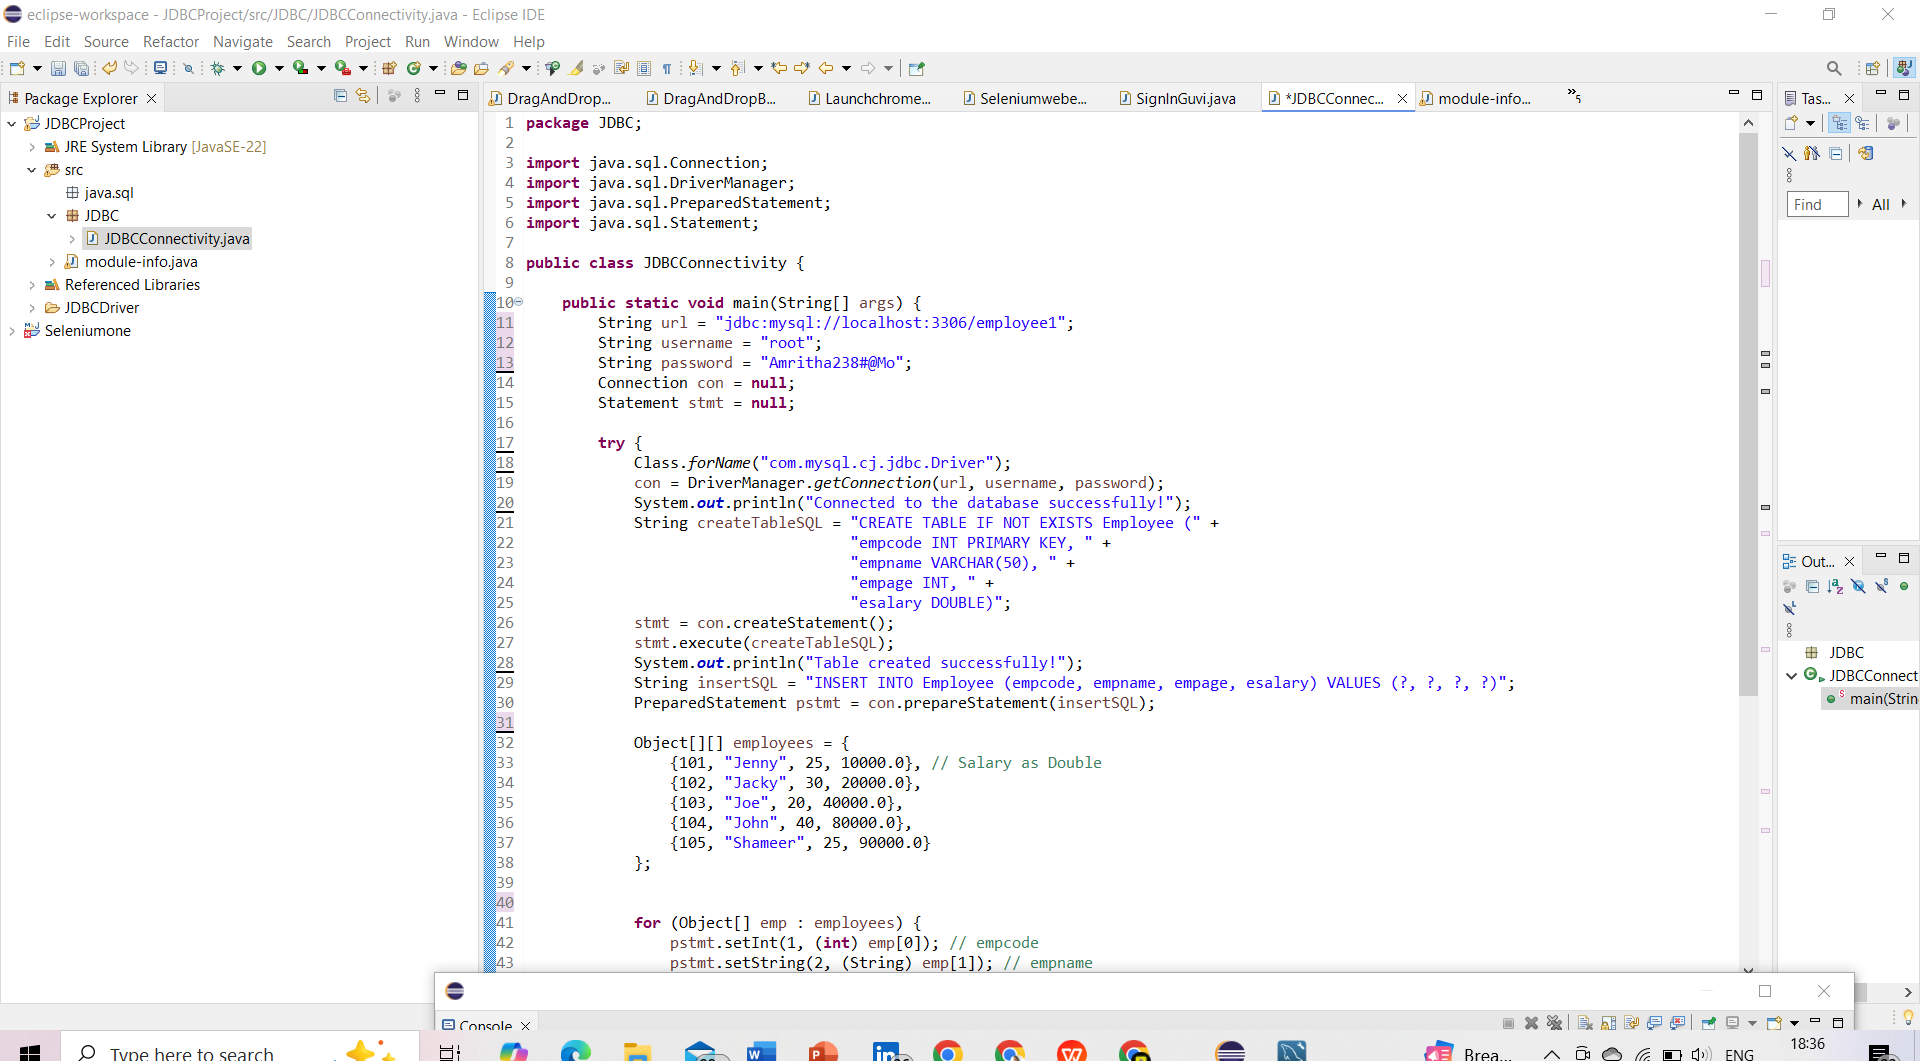 eclipse-workspace - JDBCProject/src/JDBC/JDBCConnectivity.java - Eclipse IDE
File Edit Source Refactor Navigate Search Project Run Window Help
Package Explorer
JDBCProject
JRE System Library [JavaSE-22]
src
java.sql
JDBC
JDBCConnectivity.java
module-info.java
Referenced Libraries
JDBCDriver
Seleniumone
DragAndDrop... DragAndDropB... Launchchrome... Seleniumwebe... SignInGuvi.java *JDBCConnec... module-info... »5
1 package JDBC;
2
3 import java.sql.Connection;
4 import java.sql.DriverManager;
5 import java.sql.PreparedStatement;
6 import java.sql.Statement;
7
8 public class JDBCConnectivity {
9
10 public static void main(String[] args) {
11 String url = "jdbc:mysql://localhost:3306/employee1";
12 String username = "root";
13 String password = "Amritha238#@Mo";
14 Connection con = null;
15 Statement stmt = null;
16
17 try {
18 Class.forName("com.mysql.cj.jdbc.Driver");
19 con = DriverManager.getConnection(url, username, password);
20 System.out.println("Connected to the database successfully!");
21 String createTableSQL = "CREATE TABLE IF NOT EXISTS Employee (" +
22 "empcode INT PRIMARY KEY, " +
23 "empname VARCHAR(50), " +
24 "empage INT, " +
25 "esalary DOUBLE)";
26 stmt = con.createStatement();
27 stmt.execute(createTableSQL);
28 System.out.println("Table created successfully!");
29 String insertSQL = "INSERT INTO Employee (empcode, empname, empage, esalary) VALUES (?, ?, ?, ?)";
30 PreparedStatement pstmt = con.prepareStatement(insertSQL);
31
32 Object[][] employees = {
33 {101, "Jenny", 25, 10000.0}, // Salary as Double
34 {102, "Jacky", 30, 20000.0},
35 {103, "Joe", 20, 40000.0},
36 {104, "John", 40, 80000.0},
37 {105, "Shameer", 25, 90000.0}
38 };
39
40
41 for (Object[] emp : employees) {
42 pstmt.setInt(1, (int) emp[0]); // empcode
43 pstmt.setString(2, (String) emp[1]); // empname
Tas...
Find All
Out...
JDBC
JDBCConnect
main(Strin
Console
Type here to search
Brea... ENG 18:36